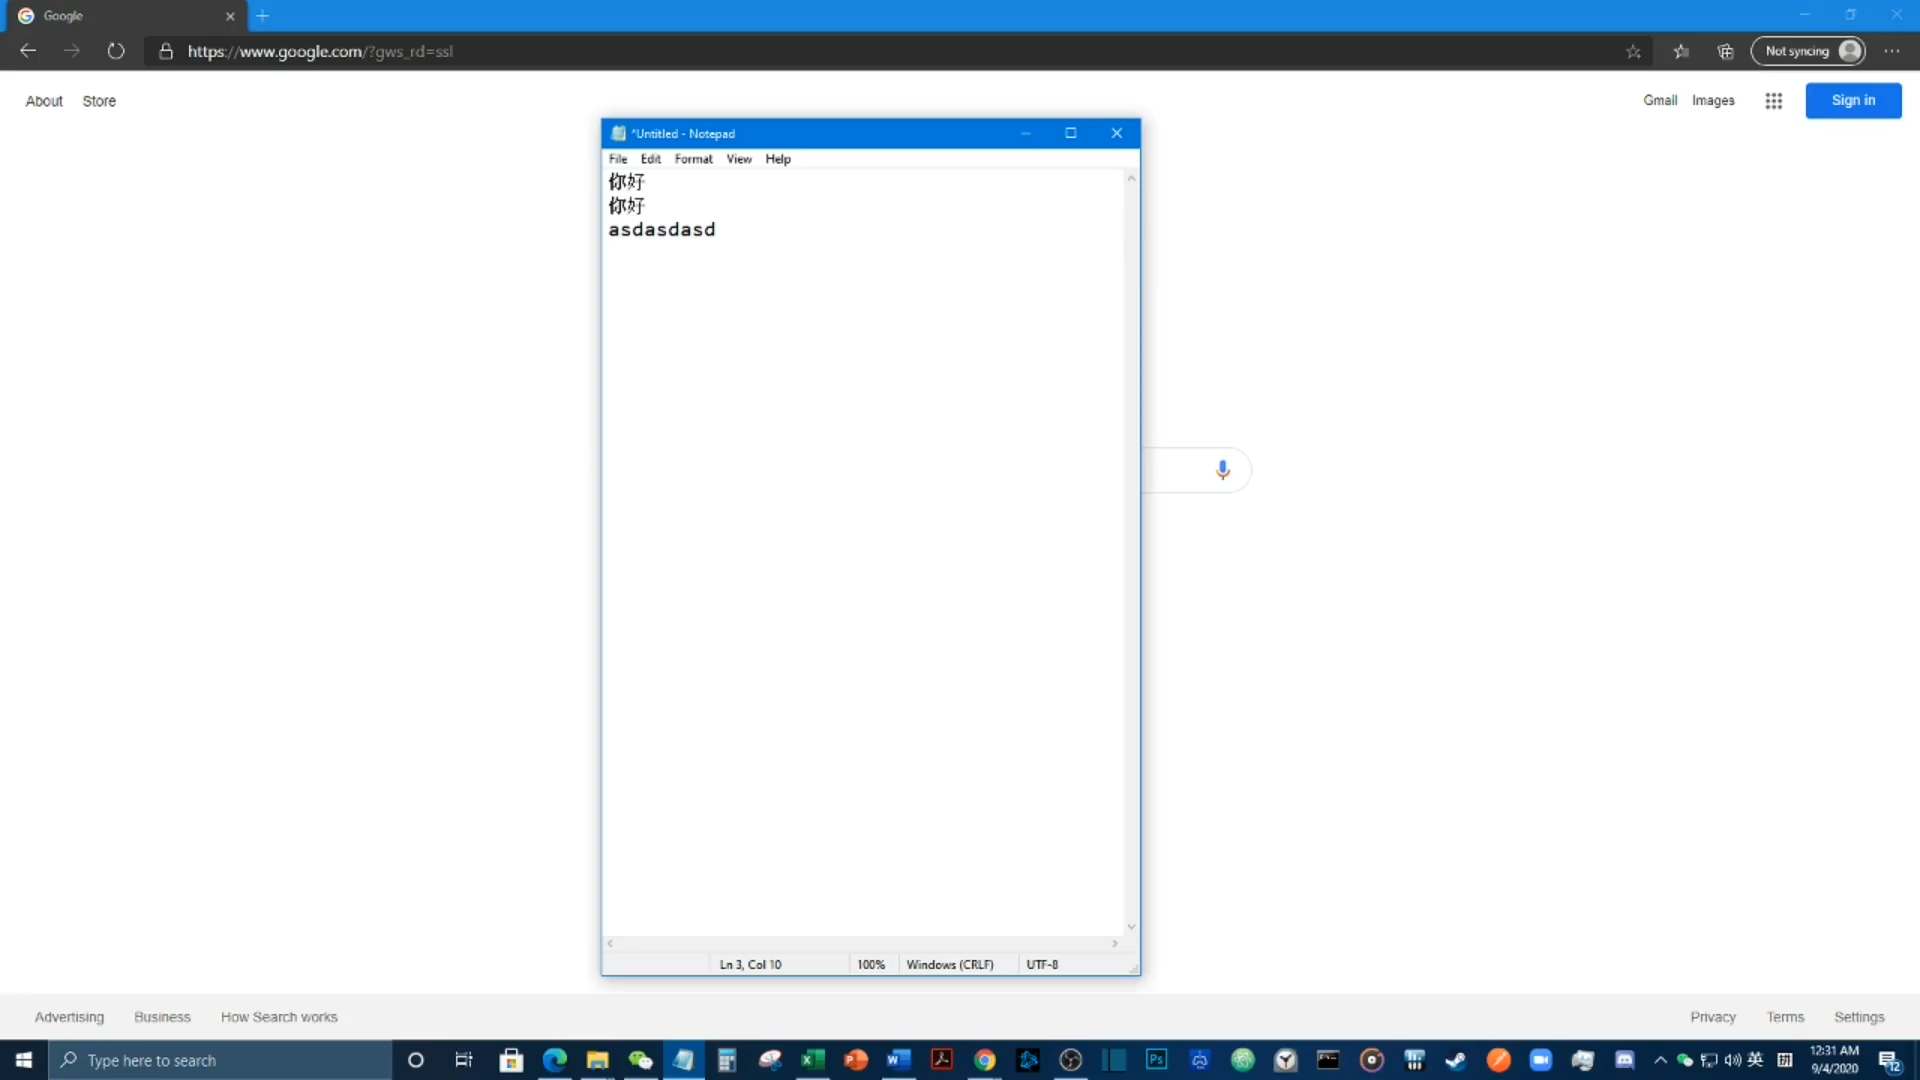 Google
https://www.google.com/?gws_rd=ssl
Not syncing
About Store
Gmail Images Sign in
*Untitled - Notepad
File Edit Format View Help
你好
你好
asdasdasd
Ln 3, Col 10 100% Windows (CRLF) UTF-8
Advertising Business How Search works
Privacy Terms Settings
Type here to search
Ps
英
12:31 AM
9/4/2020
12